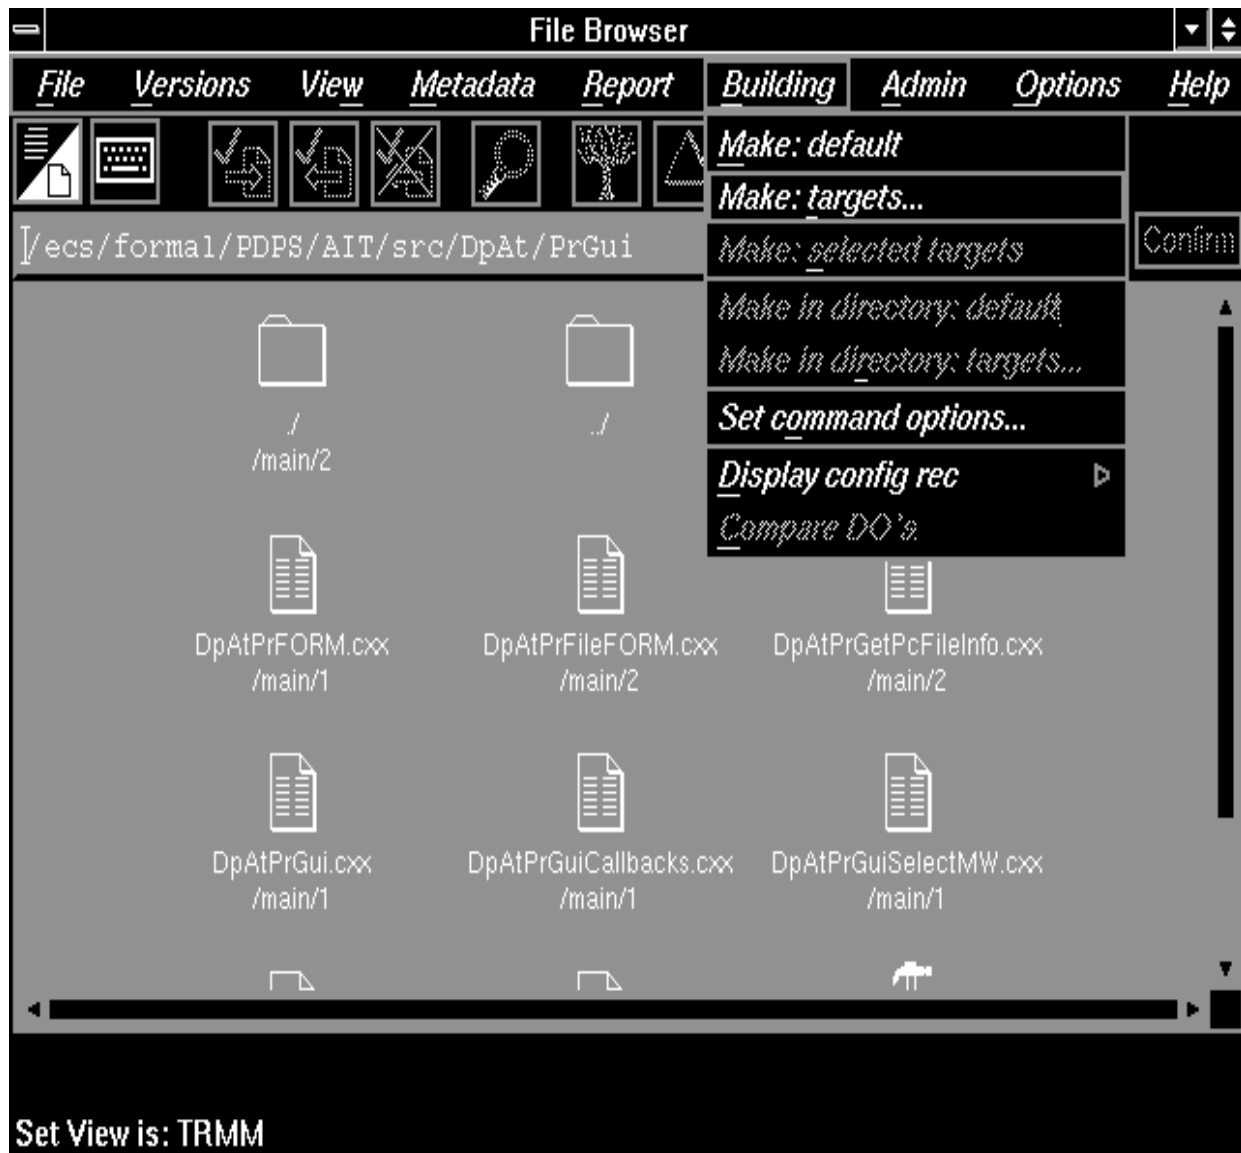 File Browser
File Versions View Metadata Report Building Admin Options Help
Make: default
Make: targets...
/ecs/formal/PDPS/AIT/src/DpAt/PrGui
Make: selected targets
Confirm
Make in directory: default
Make in directory: targets...
./
../
Set command options...
/main/2
Display config rec
Compare DO's
DpAtPrFORM.cxx DpAtPrFileFORM.cxx DpAtPrGetPcFileInfo.cxx
/main/1 /main/2 /main/2
DpAtPrGui.cxx DpAtPrGuiCallbacks.cxx DpAtPrGuiSelectMW.cxx
/main/1 /main/1 /main/1
Set View is: TRMM